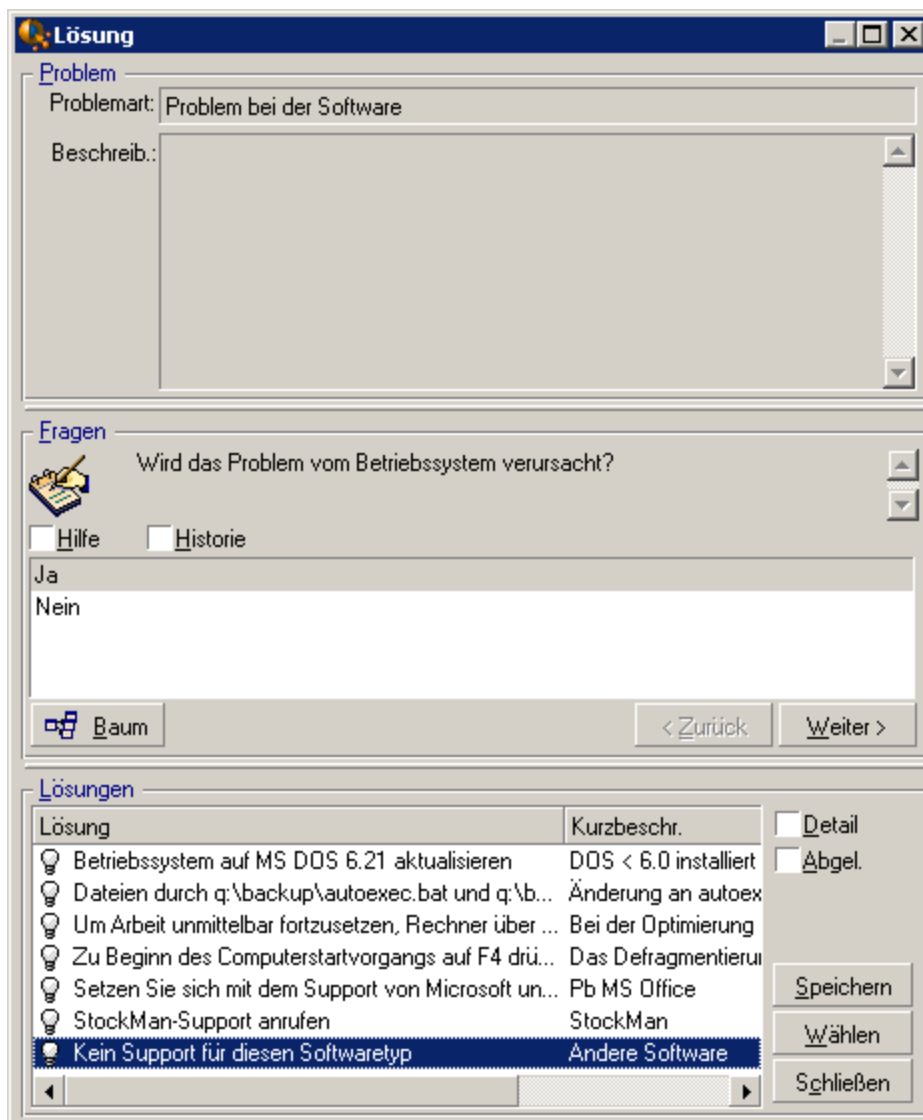 Lösung
Problem
Problemart: Problem bei der Software
Beschreib.:
Fragen
Wird das Problem vom Betriebssystem verursacht?
Hilfe Historie
Ja
Nein
Baum < Zurück Weiter >
Lösungen
Lösung Kurzbeschr. Detail
Betriebssystem auf MS DOS 6.21 aktualisieren DOS < 6.0 installiert Abgel.
Dateien durch q:\backup\autoexec.bat und q:\b... Änderung an autoex
Um Arbeit unmittelbar fortzusetzen, Rechner über ... Bei der Optimierung
Zu Beginn des Computerstartvorgangs auf F4 drü... Das Defragmentierun
Setzen Sie sich mit dem Support von Microsoft un... Pb MS Office Speichern
StockMan-Support anrufen StockMan Wählen
Kein Support für diesen Softwaretyp Andere Software
Schließen